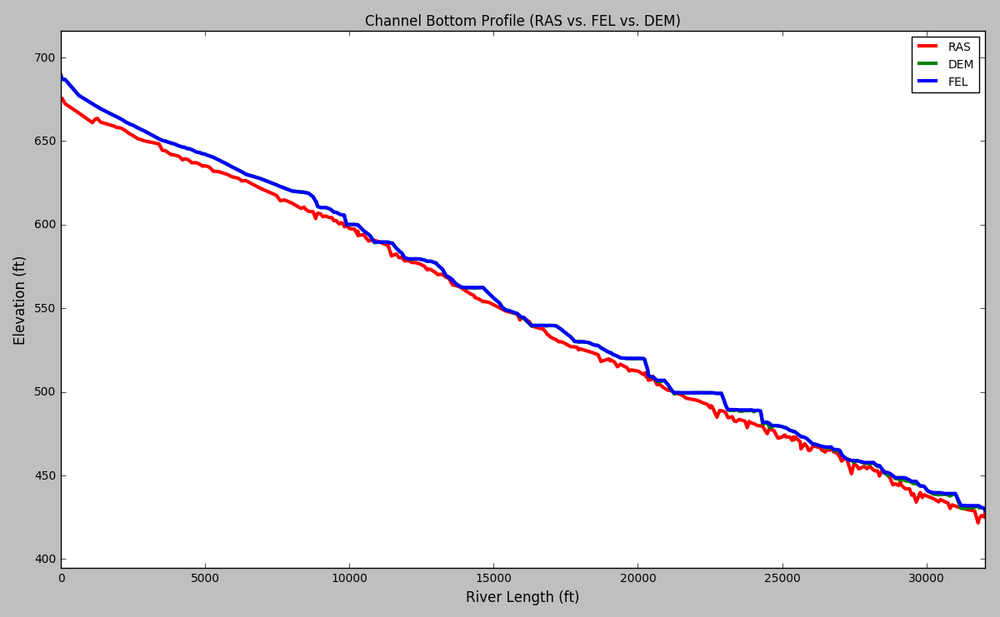 Channel Bottom Profile (RAS vs. FEL vs. DEM)
RAS
DEM
FEL
700
650
600
550
500
450
400
Elevation (ft)
0 5000 10000 15000 20000 25000 30000
River Length (ft)